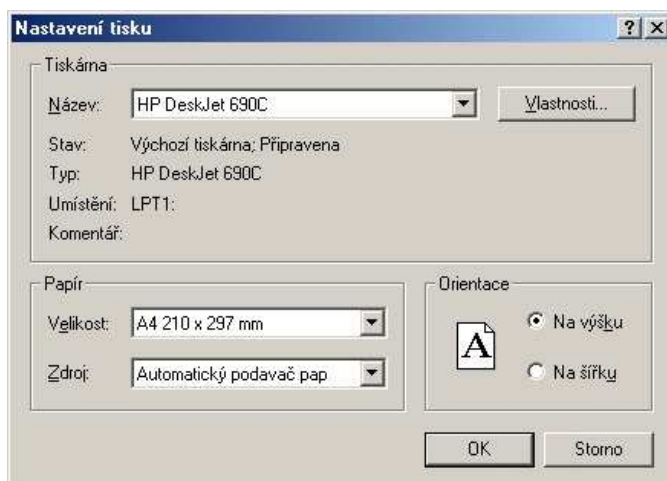 Nastavení tisku
Tiskárna
Název: HP DeskJet 690C Vlastnosti...
Stav: Výchozí tiskárna; Připravena
Typ: HP DeskJet 690C
Umístění: LPT1:
Komentář:
Papír
Velikost: A4 210 x 297 mm
Zdroj: Automatický podavač pap
Orientace
A
Na výšku
Na šířku
OK Storno